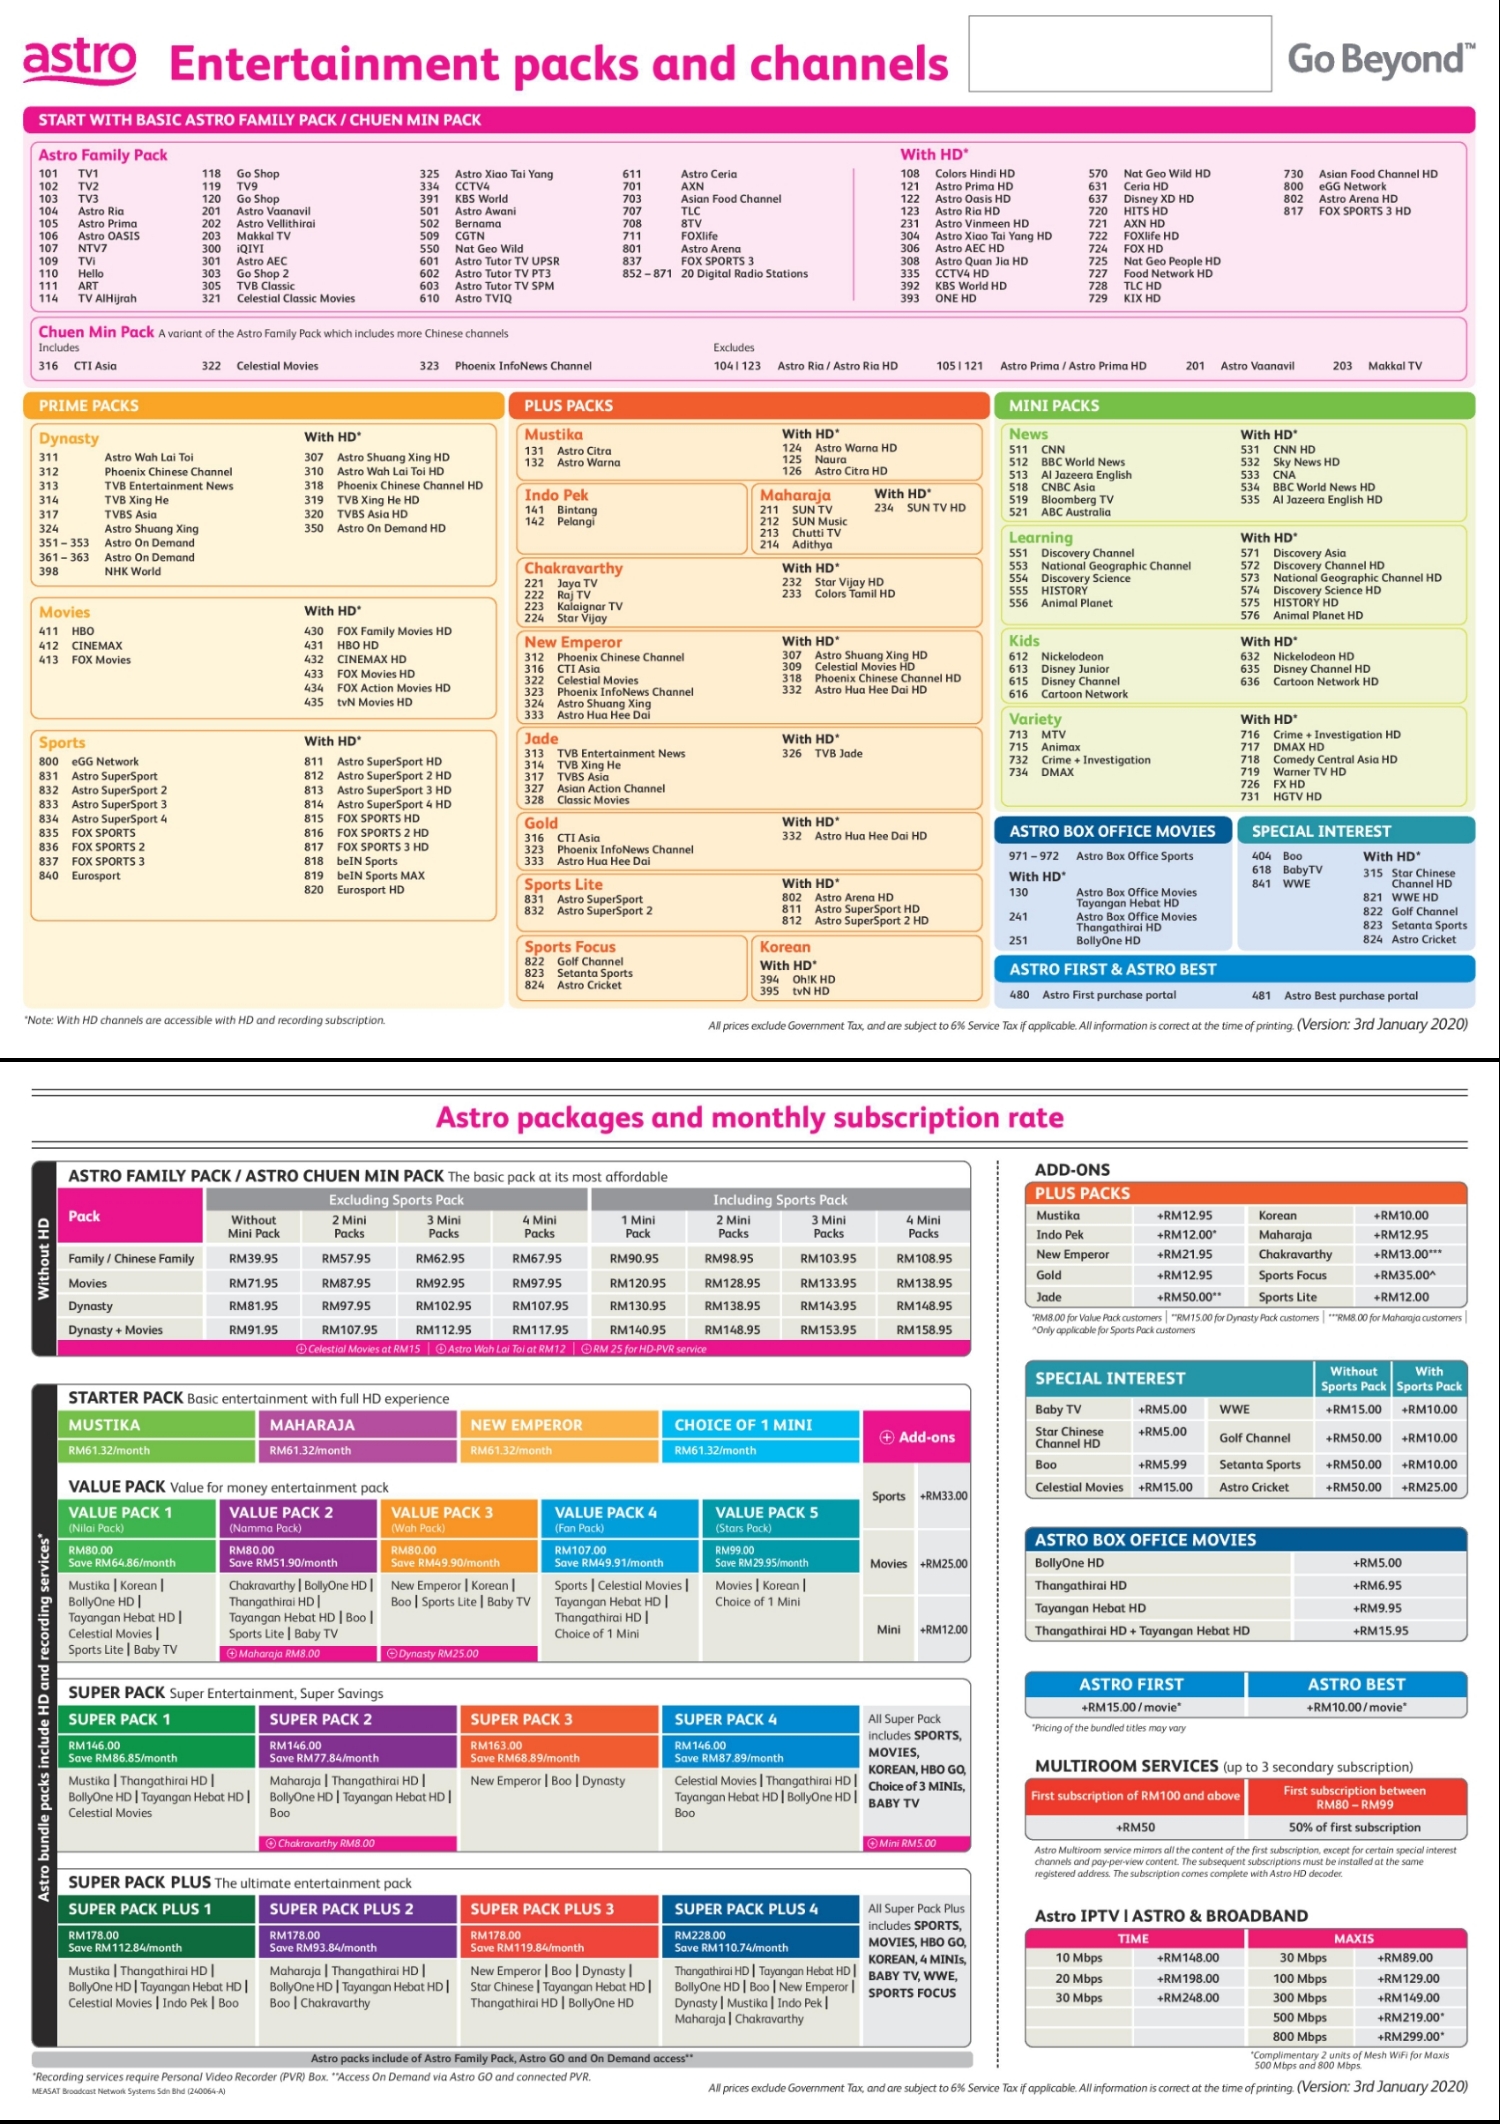 astro
Entertainment packs and channels
Go Beyond™
START WITH BASIC ASTRO FAMILY PACK / CHUEN MIN PACK
Astro Family Pack
101 TV1
102 TV2
103 TV3
104 Astro Ria
105 Astro Prima
106 Astro OASIS
107 NTV7
109 TVi
110 Hello
111 ART
114 TV AlHijrah
118 Go Shop
119 TV9
120 Go Shop
201 Astro Vaanavil
202 Astro Vellithirai
203 Makkal TV
300 iQIYI
301 Astro AEC
303 Go Shop 2
305 TVB Classic
321 Celestial Classic Movies
325 Astro Xiao Tai Yang
334 CCTV4
391 KBS World
501 Astro Awani
502 Bernama
509 CGTN
550 Nat Geo Wild
601 Astro Tutor TV UPSR
602 Astro Tutor TV PT3
603 Astro Tutor TV SPM
610 Astro TVIQ
611 Astro Ceria
701 AXN
703 Asian Food Channel
707 TLC
708 8TV
711 FOXlife
801 Astro Arena
837 FOX SPORTS 3
852 – 871 20 Digital Radio Stations
With HD*
108 Colors Hindi HD
121 Astro Prima HD
122 Astro Oasis HD
123 Astro Ria HD
231 Astro Vinmeen HD
304 Astro Xiao Tai Yang HD
306 Astro AEC HD
308 Astro Quan Jia HD
335 CCTV4 HD
392 KBS World HD
393 ONE HD
570 Nat Geo Wild HD
631 Ceria HD
637 Disney XD HD
720 HITS HD
721 AXN HD
722 FOXlife HD
724 FOX HD
725 Nat Geo People HD
727 Food Network HD
728 TLC HD
729 KIX HD
730 Asian Food Channel HD
800 eGG Network
802 Astro Arena HD
817 FOX SPORTS 3 HD
Chuen Min Pack A variant of the Astro Family Pack which includes more Chinese channels
Includes
316 CTI Asia 322 Celestial Movies 323 Phoenix InfoNews Channel
Excludes
104 | 123 Astro Ria / Astro Ria HD 105 | 121 Astro Prima / Astro Prima HD 201 Astro Vaanavil 203 Makkal TV
PRIME PACKS
Dynasty
311 Astro Wah Lai Toi
312 Phoenix Chinese Channel
313 TVB Entertainment News
314 TVB Xing He
317 TVBS Asia
324 Astro Shuang Xing
351 – 353 Astro On Demand
361 – 363 Astro On Demand
398 NHK World
With HD*
307 Astro Shuang Xing HD
310 Astro Wah Lai Toi HD
318 Phoenix Chinese Channel HD
319 TVB Xing He HD
320 TVBS Asia HD
350 Astro On Demand HD
Movies
411 HBO
412 CINEMAX
413 FOX Movies
With HD*
430 FOX Family Movies HD
431 HBO HD
432 CINEMAX HD
433 FOX Movies HD
434 FOX Action Movies HD
435 tvN Movies HD
Sports
800 eGG Network
831 Astro SuperSport
832 Astro SuperSport 2
833 Astro SuperSport 3
834 Astro SuperSport 4
835 FOX SPORTS
836 FOX SPORTS 2
837 FOX SPORTS 3
840 Eurosport
With HD*
811 Astro SuperSport HD
812 Astro SuperSport 2 HD
813 Astro SuperSport 3 HD
814 Astro SuperSport 4 HD
815 FOX SPORTS HD
816 FOX SPORTS 2 HD
817 FOX SPORTS 3 HD
818 beIN Sports
819 beIN Sports MAX
820 Eurosport HD
PLUS PACKS
Mustika
131 Astro Citra
132 Astro Warna
With HD*
124 Astro Warna HD
125 Naura
126 Astro Citra HD
Indo Pek
141 Bintang
142 Pelangi
Maharaja
211 SUN TV
212 SUN Music
213 Chutti TV
214 Adithya
With HD*
234 SUN TV HD
Chakravarthy
221 Jaya TV
222 Raj TV
223 Kalaignar TV
224 Star Vijay
With HD*
232 Star Vijay HD
233 Colors Tamil HD
New Emperor
312 Phoenix Chinese Channel
316 CTI Asia
322 Celestial Movies
323 Phoenix InfoNews Channel
324 Astro Shuang Xing
333 Astro Hua Hee Dai
With HD*
307 Astro Shuang Xing HD
309 Celestial Movies HD
318 Phoenix Chinese Channel HD
332 Astro Hua Hee Dai HD
Jade
313 TVB Entertainment News
314 TVB Xing He
317 TVBS Asia
327 Asian Action Channel
328 Classic Movies
With HD*
326 TVB Jade
Gold
316 CTI Asia
323 Phoenix InfoNews Channel
333 Astro Hua Hee Dai
With HD*
332 Astro Hua Hee Dai HD
Sports Lite
831 Astro SuperSport
832 Astro SuperSport 2
With HD*
802 Astro Arena HD
811 Astro SuperSport HD
812 Astro SuperSport 2 HD
Sports Focus
822 Golf Channel
823 Setanta Sports
824 Astro Cricket
Korean
With HD*
394 Oh!K HD
395 tvN HD
MINI PACKS
News
511 CNN
512 BBC World News
513 Al Jazeera English
518 CNBC Asia
519 Bloomberg TV
521 ABC Australia
With HD*
531 CNN HD
532 Sky News HD
533 CNA
534 BBC World News HD
535 Al Jazeera English HD
Learning
551 Discovery Channel
553 National Geographic Channel
554 Discovery Science
555 HISTORY
556 Animal Planet
With HD*
571 Discovery Asia
572 Discovery Channel HD
573 National Geographic Channel HD
574 Discovery Science HD
575 HISTORY HD
576 Animal Planet HD
Kids
612 Nickelodeon
613 Disney Junior
615 Disney Channel
616 Cartoon Network
With HD*
632 Nickelodeon HD
635 Disney Channel HD
636 Cartoon Network HD
Variety
713 MTV
715 Animax
732 Crime + Investigation
734 DMAX
With HD*
716 Crime + Investigation HD
717 DMAX HD
718 Comedy Central Asia HD
719 Warner TV HD
726 FX HD
731 HGTV HD
ASTRO BOX OFFICE MOVIES
971 – 972 Astro Box Office Sports
With HD*
130 Astro Box Office Movies
Tayangan Hebat HD
241 Astro Box Office Movies
Thangathirai HD
251 BollyOne HD
SPECIAL INTEREST
404 Boo
618 BabyTV
841 WWE
With HD*
315 Star Chinese
Channel HD
821 WWE HD
822 Golf Channel
823 Setanta Sports
824 Astro Cricket
ASTRO FIRST & ASTRO BEST
480 Astro First purchase portal 481 Astro Best purchase portal
*Note: With HD channels are accessible with HD and recording subscription.
All prices exclude Government Tax, and are subject to 6% Service Tax if applicable. All information is correct at the time of printing. (Version: 3rd January 2020)
Astro packages and monthly subscription rate
Without HD
ASTRO FAMILY PACK / ASTRO CHUEN MIN PACK The basic pack at its most affordable
Pack Excluding Sports Pack Including Sports Pack
Without Mini Pack 2 Mini Packs 3 Mini Packs 4 Mini Packs 1 Mini Pack 2 Mini Packs 3 Mini Packs 4 Mini Packs
Family / Chinese Family RM39.95 RM57.95 RM62.95 RM67.95 RM90.95 RM98.95 RM103.95 RM108.95
Movies RM71.95 RM87.95 RM92.95 RM97.95 RM120.95 RM128.95 RM133.95 RM138.95
Dynasty RM81.95 RM97.95 RM102.95 RM107.95 RM130.95 RM138.95 RM143.95 RM148.95
Dynasty + Movies RM91.95 RM107.95 RM112.95 RM117.95 RM140.95 RM148.95 RM153.95 RM158.95
⊕ Celestial Movies at RM15 | ⊕ Astro Wah Lai Toi at RM12 | ⊕ RM 25 for HD-PVR service
Astro bundle packs include HD and recording services*
STARTER PACK Basic entertainment with full HD experience
MUSTIKA MAHARAJA NEW EMPEROR CHOICE OF 1 MINI
RM61.32/month RM61.32/month RM61.32/month RM61.32/month
⊕ Add-ons
Sports +RM33.00
Movies +RM25.00
Mini +RM12.00
VALUE PACK Value for money entertainment pack
VALUE PACK 1
(Nilai Pack)
RM80.00
Save RM64.86/month
Mustika | Korean |
BollyOne HD |
Tayangan Hebat HD |
Celestial Movies |
Sports Lite | Baby TV
VALUE PACK 2
(Namma Pack)
RM80.00
Save RM51.90/month
Chakravarthy | BollyOne HD |
Thangathirai HD |
Tayangan Hebat HD | Boo |
Sports Lite | Baby TV
⊕ Maharaja RM8.00
VALUE PACK 3
(Wah Pack)
RM80.00
Save RM49.90/month
New Emperor | Korean |
Boo | Sports Lite | Baby TV
⊕ Dynasty RM25.00
VALUE PACK 4
(Fan Pack)
RM107.00
Save RM49.91/month
Sports | Celestial Movies |
Tayangan Hebat HD |
Thangathirai HD |
Choice of 1 Mini
VALUE PACK 5
(Stars Pack)
RM99.00
Save RM29.95/month
Movies | Korean |
Choice of 1 Mini
SUPER PACK Super Entertainment, Super Savings
SUPER PACK 1
RM146.00
Save RM86.85/month
Mustika | Thangathirai HD |
BollyOne HD | Tayangan Hebat HD |
Celestial Movies
SUPER PACK 2
RM146.00
Save RM77.84/month
Maharaja | Thangathirai HD |
BollyOne HD | Tayangan Hebat HD |
Boo
⊕ Chakravarthy RM8.00
SUPER PACK 3
RM163.00
Save RM68.89/month
New Emperor | Boo | Dynasty
SUPER PACK 4
RM146.00
Save RM87.89/month
Celestial Movies | Thangathirai HD |
Tayangan Hebat HD | BollyOne HD |
Boo
All Super Pack
includes SPORTS,
MOVIES,
KOREAN, HBO GO,
Choice of 3 MINIs,
BABY TV
⊕ Mini RM5.00
SUPER PACK PLUS The ultimate entertainment pack
SUPER PACK PLUS 1
RM178.00
Save RM112.84/month
Mustika | Thangathirai HD |
BollyOne HD | Tayangan Hebat HD |
Celestial Movies | Indo Pek | Boo
SUPER PACK PLUS 2
RM178.00
Save RM93.84/month
Maharaja | Thangathirai HD |
BollyOne HD | Tayangan Hebat HD |
Boo | Chakravarthy
SUPER PACK PLUS 3
RM178.00
Save RM119.84/month
New Emperor | Boo | Dynasty |
Star Chinese | Tayangan Hebat HD |
Thangathirai HD | BollyOne HD
SUPER PACK PLUS 4
RM228.00
Save RM110.74/month
Thangathirai HD | Tayangan Hebat HD |
BollyOne HD | Boo | New Emperor |
Dynasty | Mustika | Indo Pek |
Maharaja | Chakravarthy
All Super Pack Plus
includes SPORTS,
MOVIES, HBO GO,
KOREAN, 4 MINIs,
BABY TV, WWE,
SPORTS FOCUS
Astro packs include of Astro Family Pack, Astro GO and On Demand access**
*Recording services require Personal Video Recorder (PVR) Box. **Access On Demand via Astro GO and connected PVR.
MEASAT Broadcast Network Systems Sdn Bhd (240064-A)
ADD-ONS
PLUS PACKS
Mustika +RM12.95 Korean +RM10.00
Indo Pek +RM12.00* Maharaja +RM12.95
New Emperor +RM21.95 Chakravarthy +RM13.00***
Gold +RM12.95 Sports Focus +RM35.00^
Jade +RM50.00** Sports Lite +RM12.00
*RM8.00 for Value Pack customers | **RM15.00 for Dynasty Pack customers | ***RM8.00 for Maharaja customers |
^Only applicable for Sports Pack customers
SPECIAL INTEREST Without Sports Pack With Sports Pack
Baby TV +RM5.00 WWE +RM15.00 +RM10.00
Star Chinese Channel HD +RM5.00 Golf Channel +RM50.00 +RM10.00
Boo +RM5.99 Setanta Sports +RM50.00 +RM10.00
Celestial Movies +RM15.00 Astro Cricket +RM50.00 +RM25.00
ASTRO BOX OFFICE MOVIES
BollyOne HD +RM5.00
Thangathirai HD +RM6.95
Tayangan Hebat HD +RM9.95
Thangathirai HD + Tayangan Hebat HD +RM15.95
ASTRO FIRST ASTRO BEST
+RM15.00/movie* +RM10.00/movie*
*Pricing of the bundled titles may vary
MULTIROOM SERVICES (up to 3 secondary subscription)
First subscription of RM100 and above First subscription between RM80 – RM99
+RM50 50% of first subscription
Astro Multiroom service mirrors all the content of the first subscription, except for certain special interest
channels and pay-per-view content. The subsequent subscriptions must be installed at the same
registered address. The subscription comes complete with Astro HD decoder.
Astro IPTV | ASTRO & BROADBAND
TIME MAXIS
10 Mbps +RM148.00 30 Mbps +RM89.00
20 Mbps +RM198.00 100 Mbps +RM129.00
30 Mbps +RM248.00 300 Mbps +RM149.00
500 Mbps +RM219.00*
800 Mbps +RM299.00*
*Complimentary 2 units of Mesh WiFi for Maxis
500 Mbps and 800 Mbps.
All prices exclude Government Tax, and are subject to 6% Service Tax if applicable. All information is correct at the time of printing. (Version: 3rd January 2020)